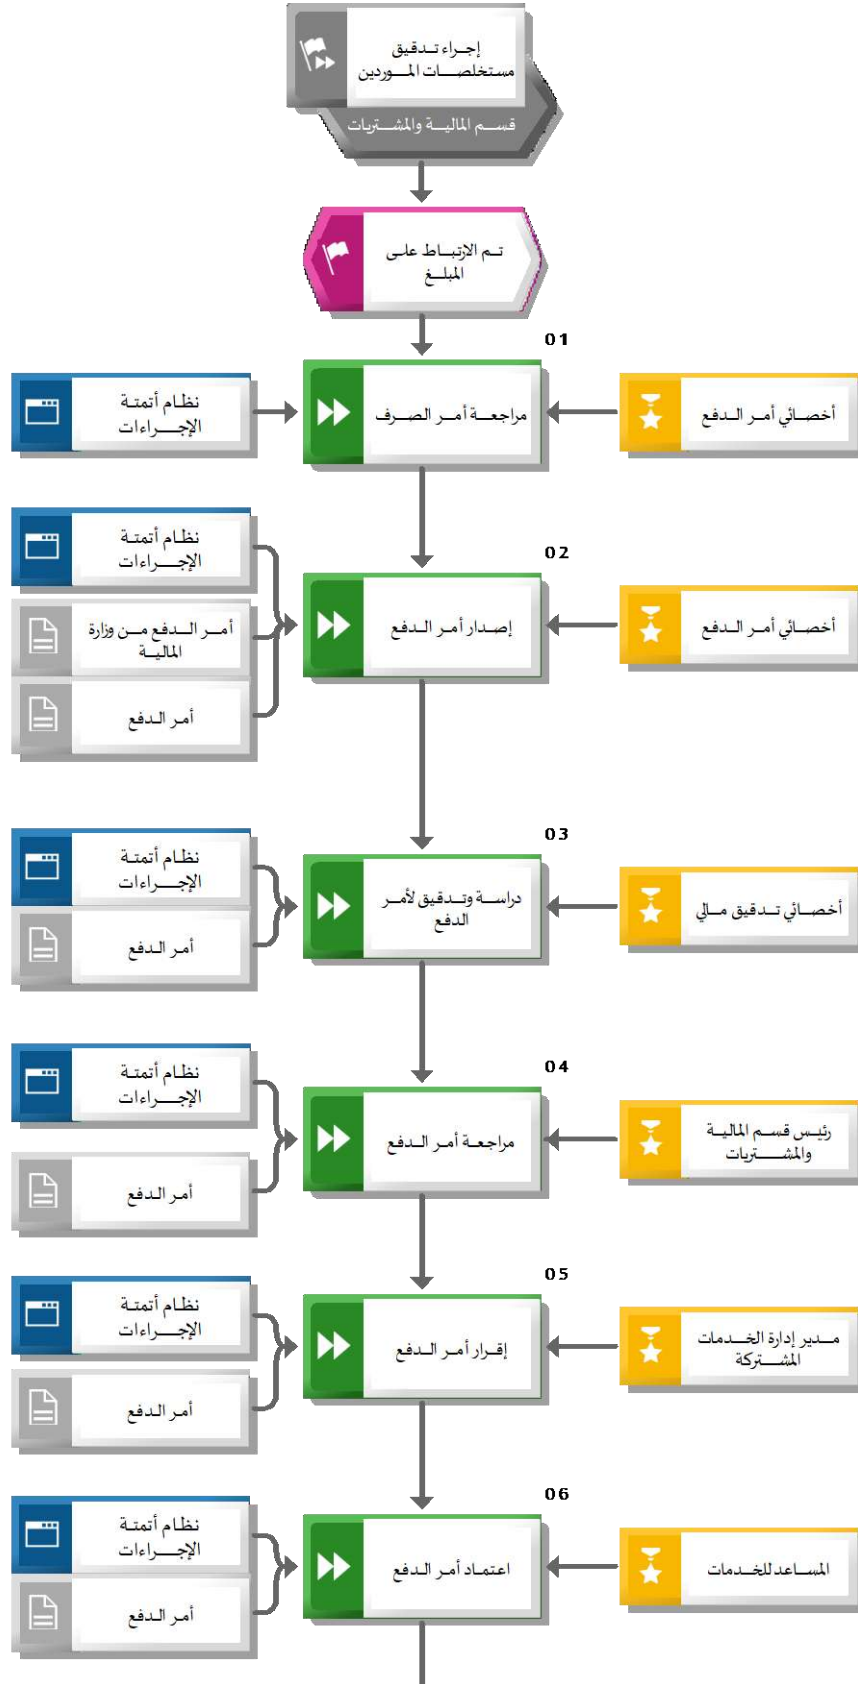 إجراء تدقيق
مستخلصات الموردين
قسم المالية والمشتريات
تم الارتباط على
المبلغ
01
أخصائي أمر الدفع
مراجعة أمر الصرف
نظام أتمتة
الإجراءات
02
أخصائي أمر الدفع
إصدار أمر الدفع
نظام أتمتة
الإجراءات
أمر الدفع من وزارة
المالية
أمر الدفع
03
أخصائي تدقيق مالي
دراسة وتدقيق لأمر
الدفع
نظام أتمتة
الإجراءات
أمر الدفع
04
رئيس قسم المالية
والمشتريات
مراجعة أمر الدفع
نظام أتمتة
الإجراءات
أمر الدفع
05
مدير إدارة الخدمات
المشتركة
إقرار أمر الدفع
نظام أتمتة
الإجراءات
أمر الدفع
06
المساعد للخدمات
اعتماد أمر الدفع
نظام أتمتة
الإجراءات
أمر الدفع